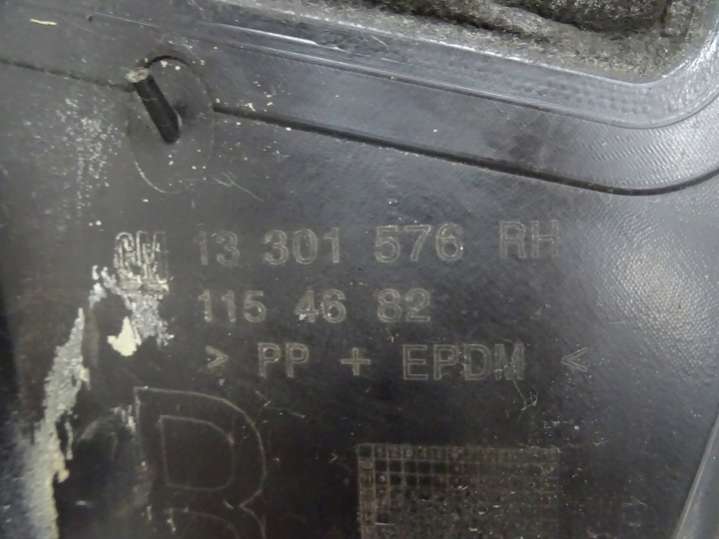 GM 13 301 576 RH
115 46 82
> PP + EPDM <
R